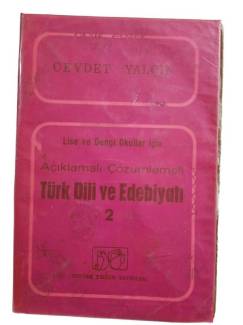 CEVDET YALÇIN
Lise ve Dengi Okullar İçin
Açıklamalı Çözümlemeli
Türk Dili ve Edebiyatı
2